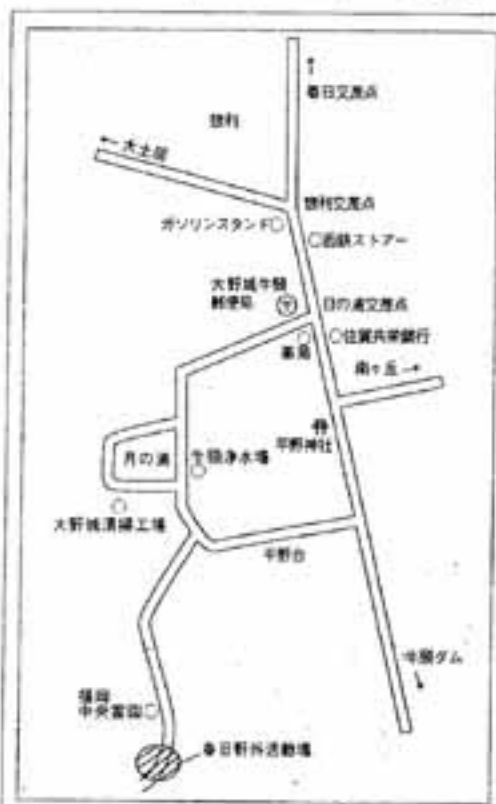 ↑
春日交差点
惣利
←大土居
惣利交差点
ガソリンスタンド
西鉄ストアー
大野城牛頸
郵便局
日の浦交差点
薬局
佐賀共栄銀行
南ヶ丘→
平野神社
月の浦
牛頸浄水場
大野城清掃工場
平野台
牛頸ダム
福岡
中央霊園
春日野外活動場